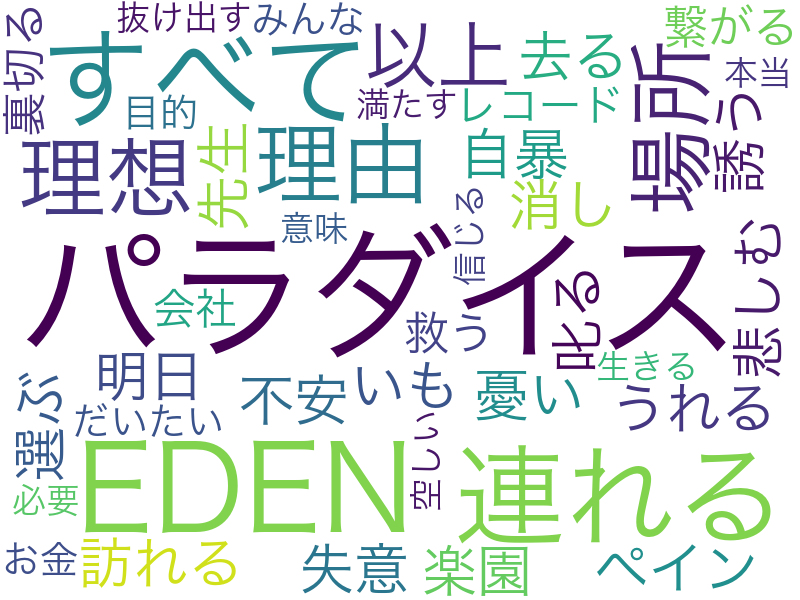 抜け出す
みんな
繋がる
裏切る
すべて
以上
去る
場所
本当
目的
満たす
レコード
誘う
理想
先生
理由
自暴
消し
意味
信じる
悲しむ
パラダイス
会社
救う
叱る
生きる
明日
不安
いも
憂い
うれる
選ぶ
だいたい
空しい
EDEN
連れる
必要
お金
訪れる
失意
楽園
ペイン